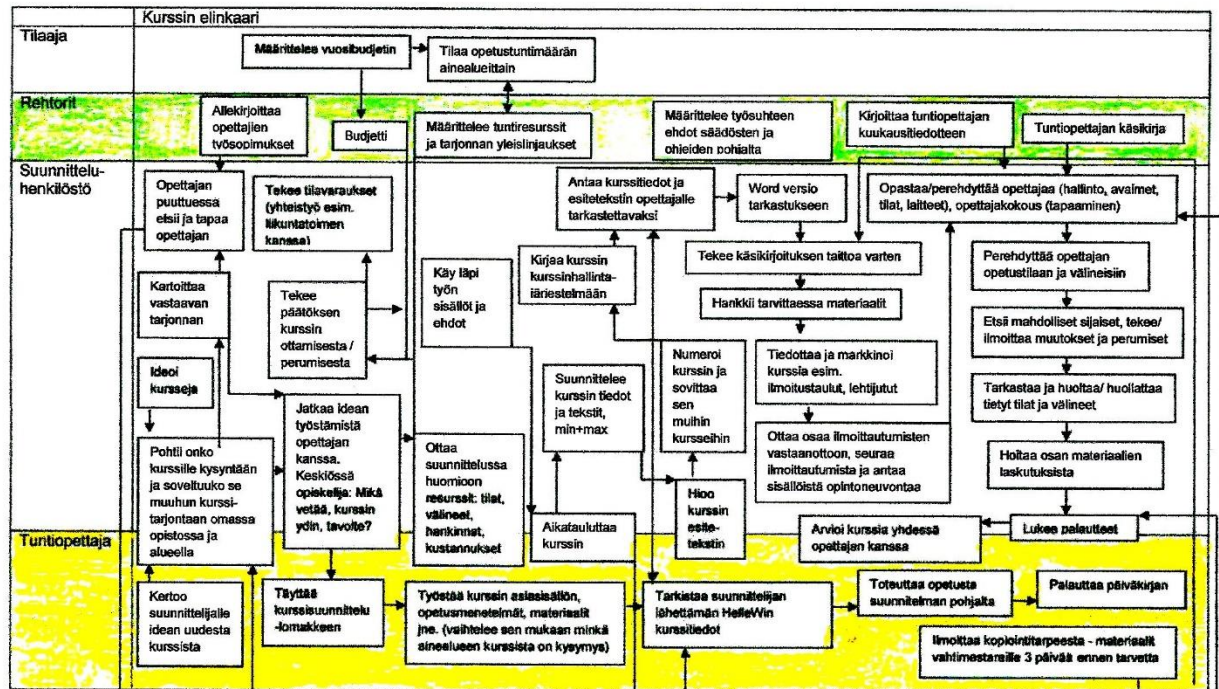 Kurssin elinkaari
Tilaaja
Määrittelee vuosibudjetin
Tilaa opetustuntimäärän
ainealueittain
Rehtorit
Allekirjoittaa
opettajien
työsopimukset
Budjetti
Määrittelee tuntiresurssit
ja tarjonnan yleislinjaukset
Määrittelee työsuhteen
ehdot säädösten ja
ohjeiden pohjalta
Kirjoittaa tuntiopettajan
kuukausitiedotteen
Tuntiopettajan käsikirja
Suunnittelu-
henkilöstö
Opettajan
puuttuessa
etsii ja tapaa
opettajan
Tekee tilavaraukset
(yhteistyö esim.
liikuntatoimen
kanssa)
Antaa kurssitiedot ja
esitetekstin opettajalle
tarkastettavaksi
Word versio
tarkastukseen
Opastaa/perehdyttää opettajaa (hallinto, avaimet,
tilat, laitteet), opettajakokous (tapaaminen)
Kartoittaa
vastaavan
tarjonnan
Tekee
päätöksen
kurssin
ottamisesta /
perumisesta
Käy läpi
työn
sisällöt ja
ehdot
Kirjaa kurssin
kurssinhallinta-
järjestelmään
Tekee käsikirjoituksen taittoa varten
Perehdyttää opettajan
opetustilaan ja välineisiin
Hankkii tarvittaessa materiaalit
Etsii mahdolliset sijaiset, tekee/
ilmoittaa muutokset ja perumiset
Ideoi
kursseja
Suunnittelee
kurssin tiedot
ja tekstit,
min+max
Numeroi
kurssin ja
sovittaa
sen
muihin
kursseihin
Tiedottaa ja markkinoi
kurssia esim.
ilmoitustaulut, lehtijutut
Tarkastaa ja huoltaa/ huollattaa
tietyt tilat ja välineet
Pohtii onko
kurssille kysyntään
ja soveltuuko se
muuhun kurssi-
tarjontaan omassa
opistossa ja
alueella
Jatkaa idean
työstämistä
opettajan
kanssa.
Keskiössä
opiskelija: Mikä
vetää, kurssin
ydin, tavoite?
Ottaa
suunnittelussa
huomioon
resurssit: tilat,
välineet,
hankinnat,
kustannukset
Aikatauluttaa
kurssin
Hioo
kurssin
esite-
tekstin
Ottaa osaa ilmoittautumisten
vastaanottoon, seuraa
ilmoittautumista ja antaa
sisällöistä opintoneuvontaa
Hoitaa osan materiaalien
laskutuksista
Arvioi kurssia yhdessä
opettajan kanssa
Lukee palautteet
Tuntiopettaja
Kertoo
suunnittelijalle
idean uudesta
kurssista
Täyttää
kurssisuunnittelu
-lomakkeen
Työstää kurssin asiasisällön,
opetusmenetelmät, materiaalit
jne. (vaihtelee sen mukaan minkä
ainealueen kurssista on kysymys)
Tarkistaa suunnittelijan
lähettämän HelleWin
kurssitiedot
Toteuttaa opetusta
suunnitelman pohjalta
Palauttaa päiväkirjan
Ilmoittaa kopiointitarpeesta - materiaalit
vahtimestareille 3 päivää ennen tarvetta